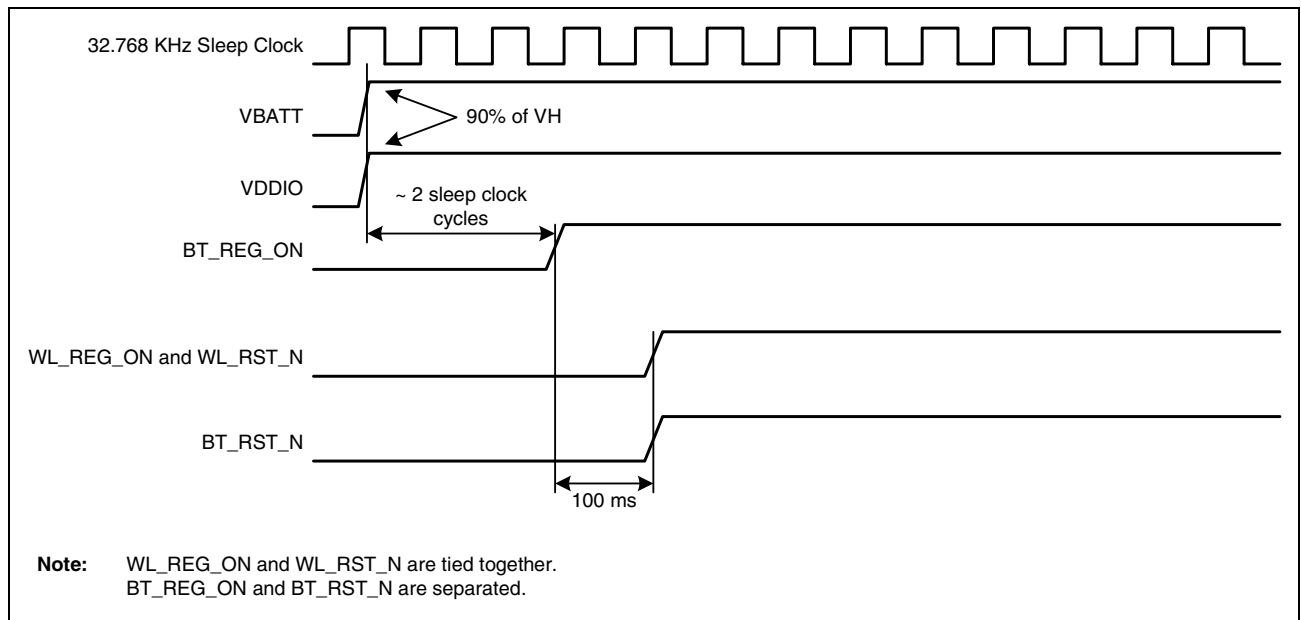 32.768 KHz Sleep Clock
VBATT
90% of VH
VDDIO
~ 2 sleep clock
cycles
BT_REG_ON
WL_REG_ON and WL_RST_N
BT_RST_N
100 ms
Note: WL_REG_ON and WL_RST_N are tied together.
BT_REG_ON and BT_RST_N are separated.